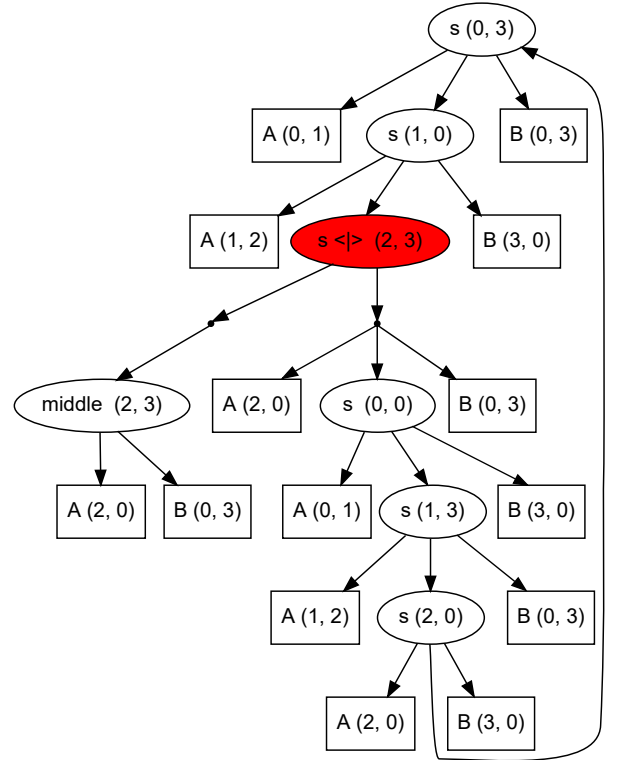 s (0, 3)
A (0, 1)
s (1, 0)
B (0, 3)
A (1, 2)
s <|> (2, 3)
B (3, 0)
middle (2, 3)
A (2, 0)
s (0, 0)
B (0, 3)
A (2, 0)
B (0, 3)
A (0, 1)
s (1, 3)
B (3, 0)
A (1, 2)
s (2, 0)
B (0, 3)
A (2, 0)
B (3, 0)